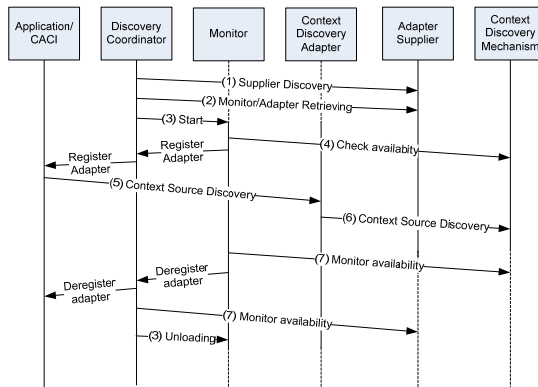 Application/
CACI
Discovery
Coordinator
Monitor
Context
Discovery
Adapter
Adapter
Supplier
Context
Discovery
Mechanism
(1) Supplier Discovery
(2) Monitor/Adapter Retrieving
(3) Start
(4) Check availabity
Register
Adapter
Register
Adapter
(5) Context Source Discovery
(6) Context Source Discovery
(7) Monitor availability
Deregister
adapter
Deregister
adapter
(7) Monitor availability
(3) Unloading